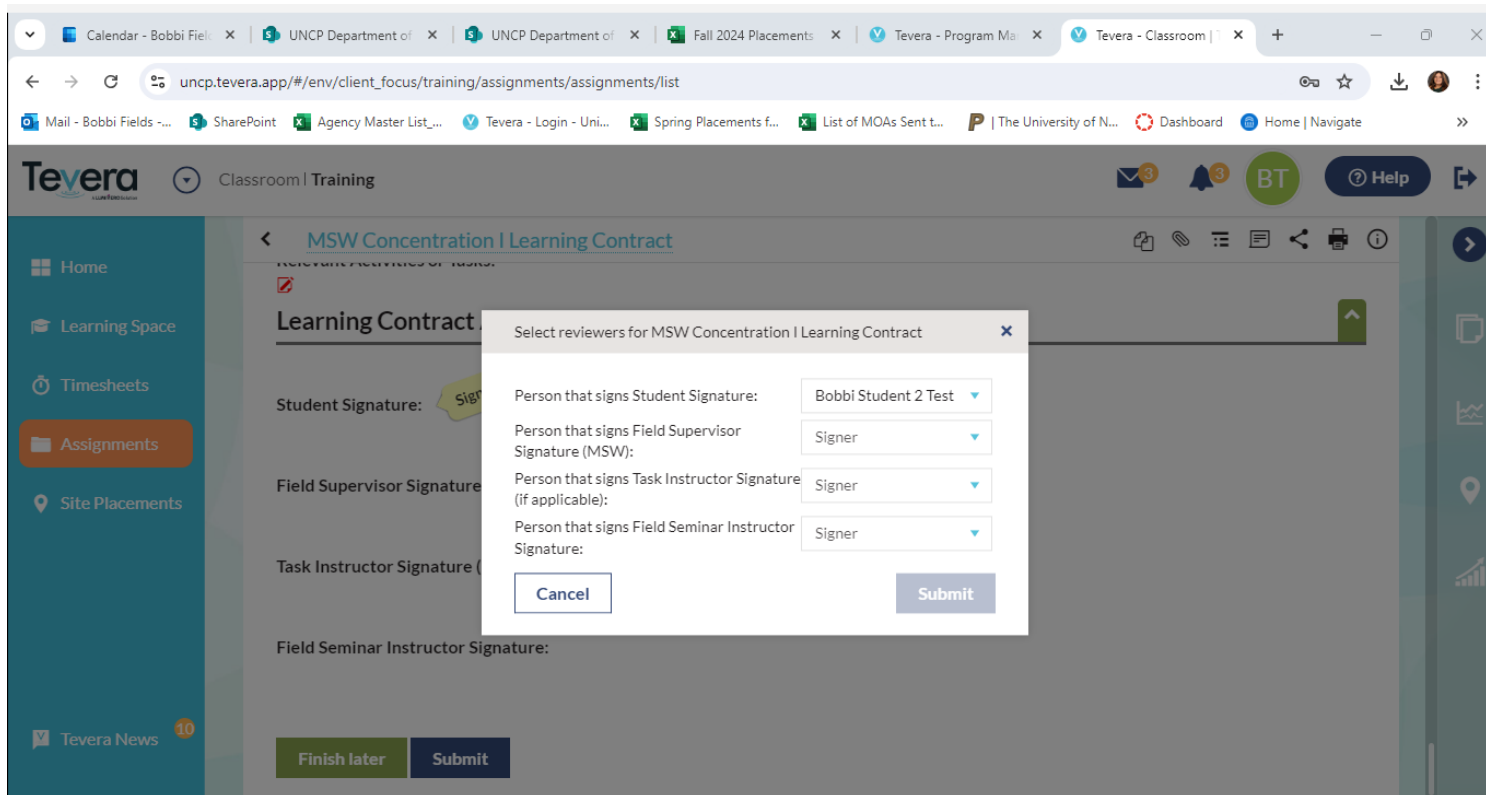 Calendar - Bobbi Fiel
UNCP Department of
UNCP Department of
Fall 2024 Placements
Tevera - Program Ma
Tevera - Classroom | T
uncp.tevera.app/#/env/client_focus/training/assignments/assignments/list
Mail - Bobbi Fields -...
SharePoint
Agency Master List_...
Tevera - Login - Uni...
Spring Placements f...
List of MOAs Sent t...
| The University of N...
Dashboard
Home | Navigate
Tevera
Classroom | Training
3
3
BT
Help
Home
Learning Space
Timesheets
Assignments
Site Placements
Tevera News
10
MSW Concentration I Learning Contract
Relevant Activities or Tasks:
Learning Contract
Student Signature:
Sign
Field Supervisor Signature
Task Instructor Signature (
Field Seminar Instructor Signature:
Finish later
Submit
Select reviewers for MSW Concentration I Learning Contract
Person that signs Student Signature:
Bobbi Student 2 Test
Person that signs Field Supervisor
Signature (MSW):
Signer
Person that signs Task Instructor Signature
(if applicable):
Signer
Person that signs Field Seminar Instructor
Signature:
Signer
Cancel
Submit